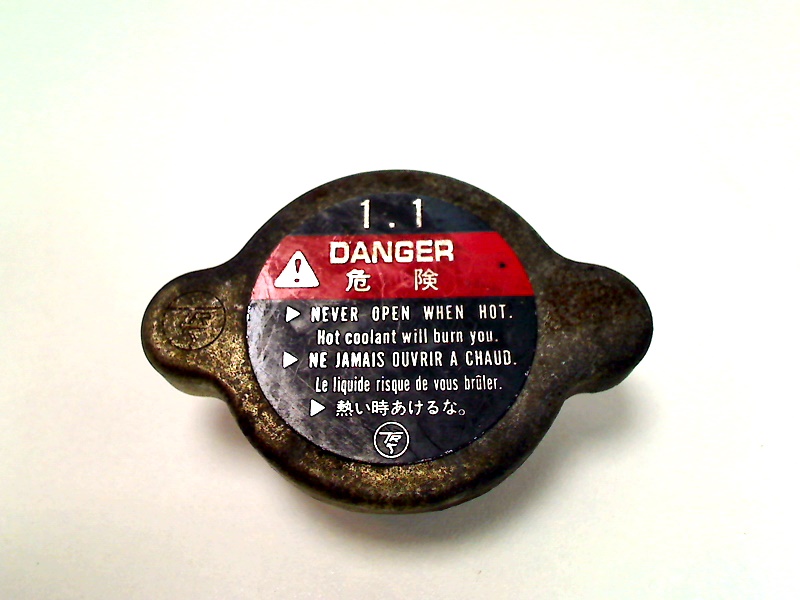 1.1
DANGER
危 険
NEVER OPEN WHEN HOT.
Hot coolant will burn you.
NE JAMAIS OUVRIR A CHAUD.
Le liquide risque de vous brûler.
熱い時あけるな。